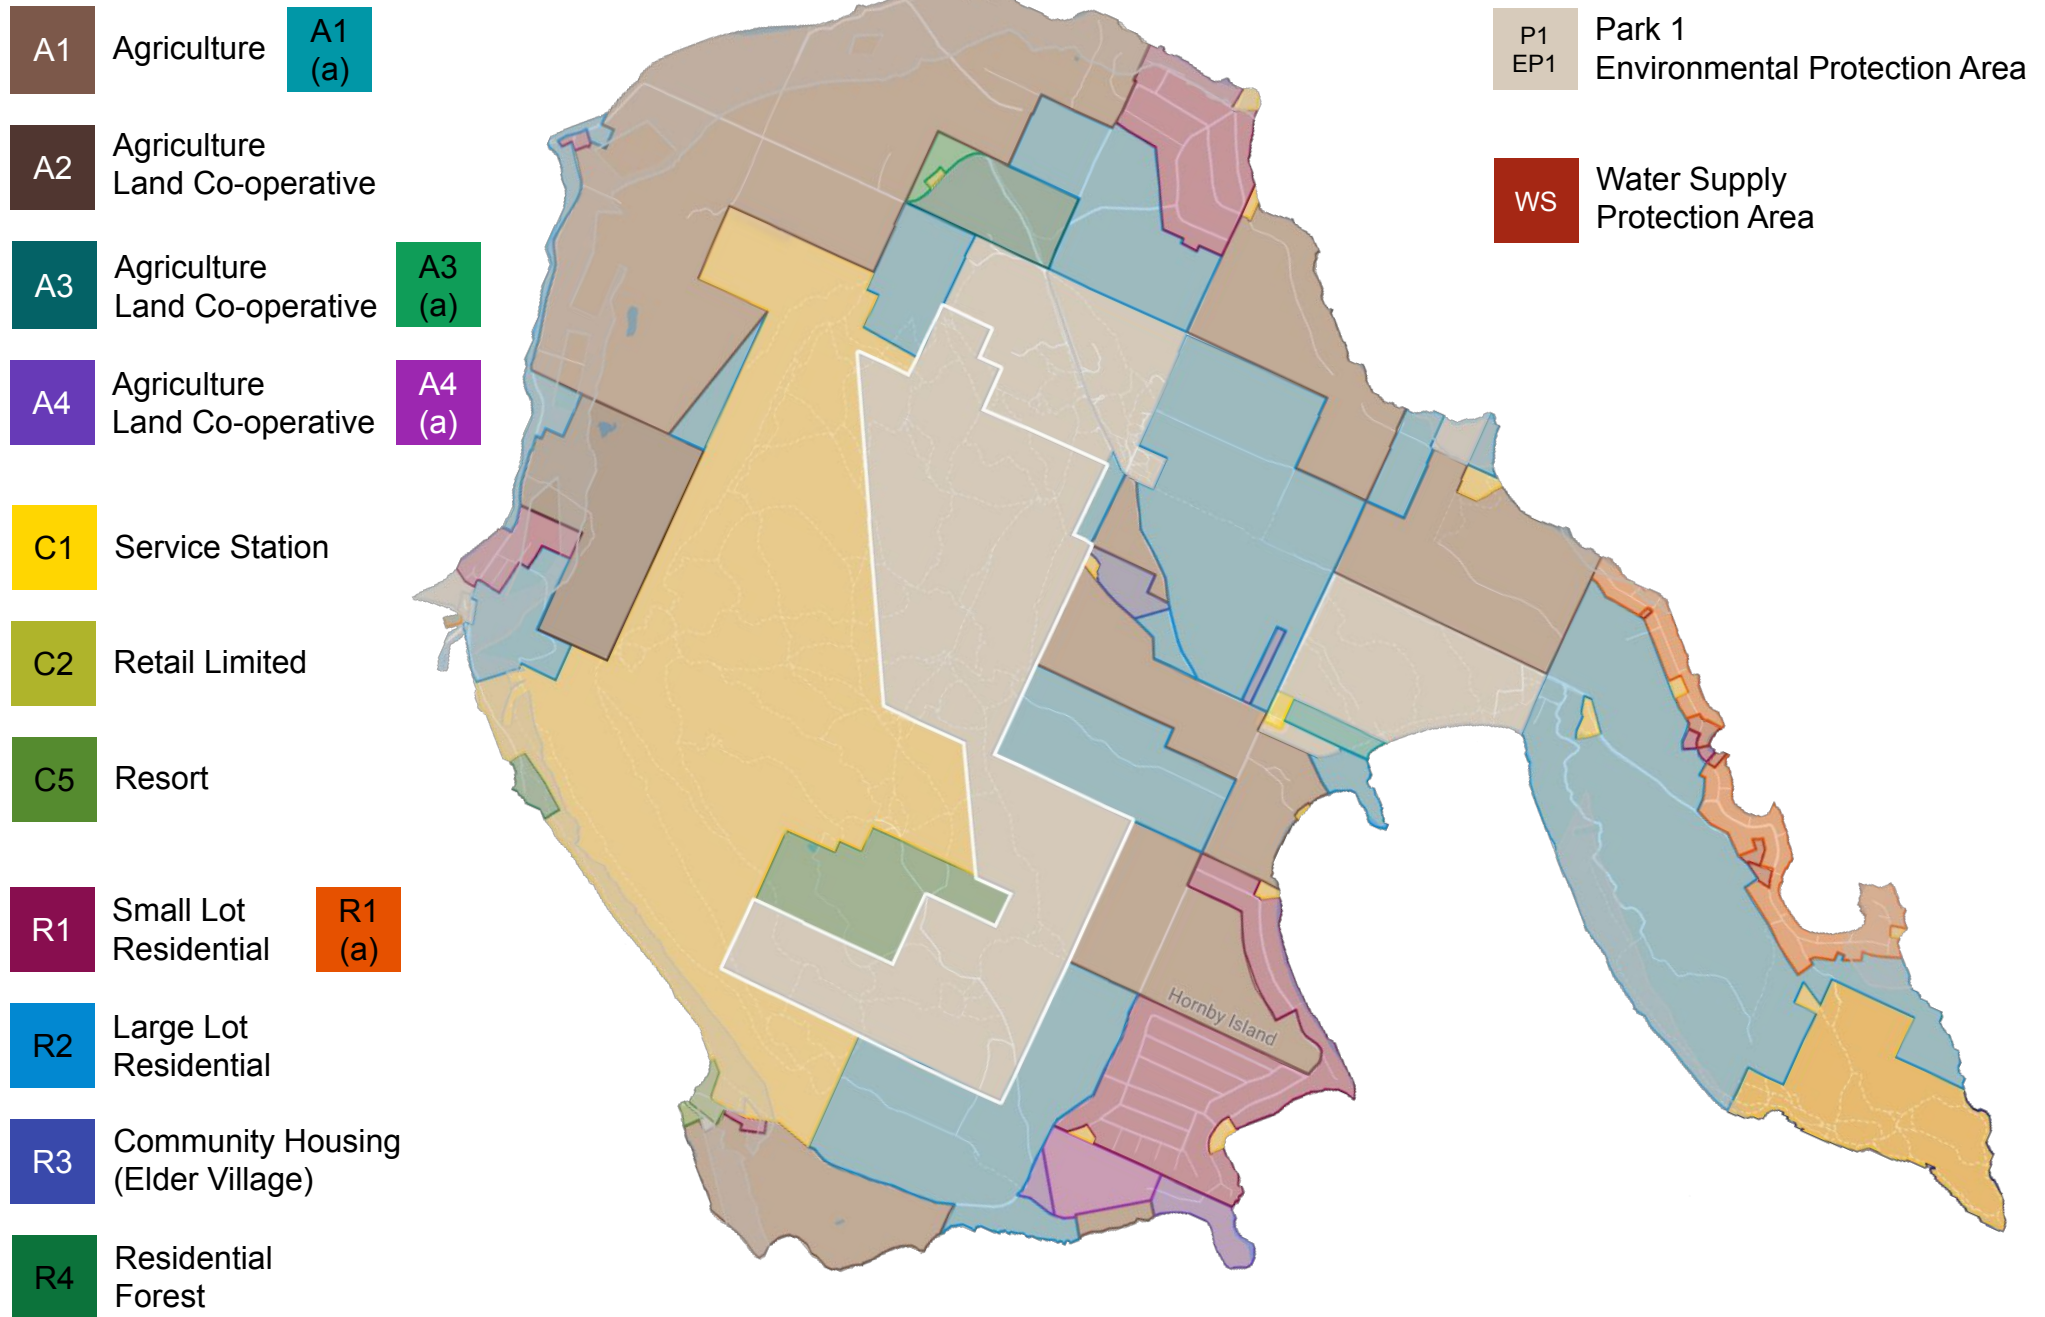 A1
Agriculture
A1
(a)
A2
Agriculture
Land Co-operative
A3
Agriculture
Land Co-operative
A3
(a)
A4
Agriculture
Land Co-operative
A4
(a)
C1
Service Station
C2
Retail Limited
C5
Resort
R1
Small Lot
Residential
R1
(a)
R2
Large Lot
Residential
R3
Community Housing
(Elder Village)
R4
Residential
Forest
P1
EP1
Park 1
Environmental Protection Area
WS
Water Supply
Protection Area
Hornby Island